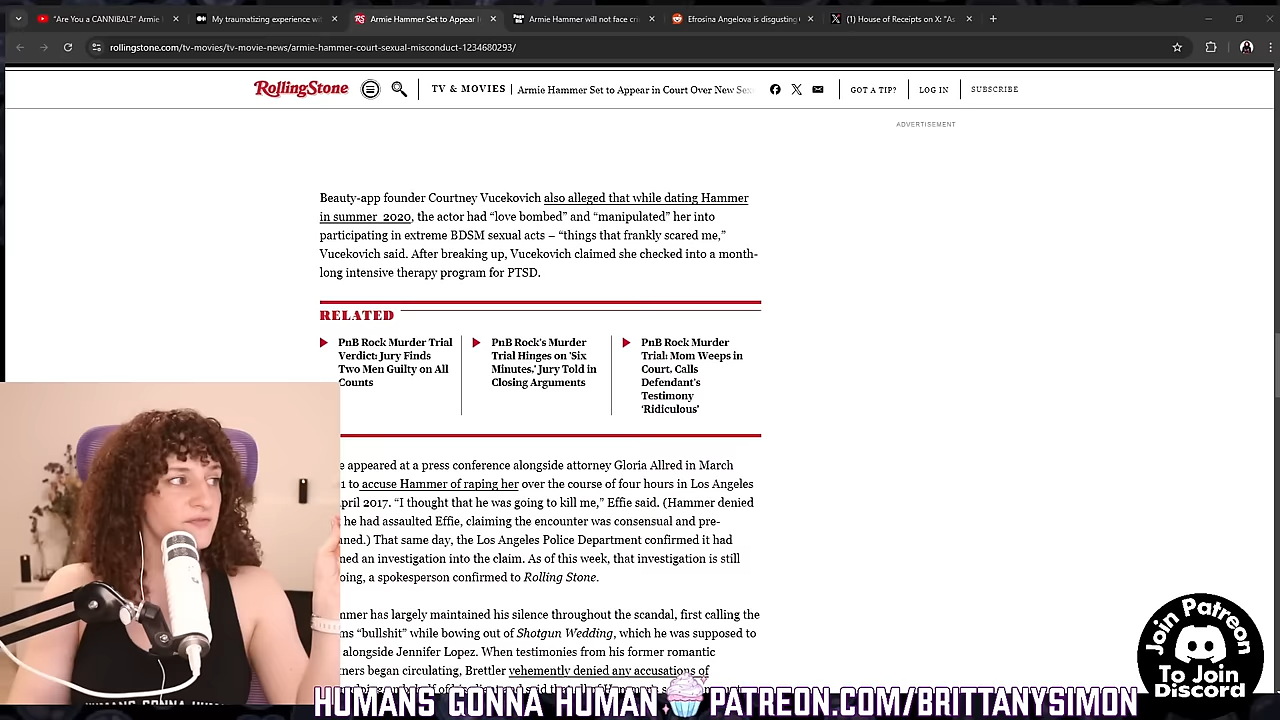 "Are You a CANNIBAL?" Armie
My traumatizing experience wit
Armie Hammer Set to Appear
Armie Hammer will not face cri
Efrosina Angelova is disgusting
(1) House of Receipts on X: "As
rollingstone.com/tv-movies/tv-movie-news/armie-hammer-court-sexual-misconduct-1234680293/
RollingStone
TV & MOVIES
Armie Hammer Set to Appear in Court Over New Sex
GOT A TIP?
LOG IN
SUBSCRIBE
ADVERTISEMENT
Beauty-app founder Courtney Vucekovich also alleged that while dating Hammer
in summer 2020, the actor had “love bombed” and “manipulated” her into
participating in extreme BDSM sexual acts – “things that frankly scared me,”
Vucekovich said. After breaking up, Vucekovich claimed she checked into a month-
long intensive therapy program for PTSD.
RELATED
PnB Rock Murder Trial
Verdict: Jury Finds
Two Men Guilty on All
Counts
PnB Rock's Murder
Trial Hinges on 'Six
Minutes,' Jury Told in
Closing Arguments
PnB Rock Murder
Trial: Mom Weeps in
Court, Calls
Defendant's
Testimony
'Ridiculous'
e appeared at a press conference alongside attorney Gloria Allred in March
1 to accuse Hammer of raping her over the course of four hours in Los Angeles
pril 2017. “I thought that he was going to kill me,” Effie said. (Hammer denied
he had assaulted Effie, claiming the encounter was consensual and pre-
ned.) That same day, the Los Angeles Police Department confirmed it had
ned an investigation into the claim. As of this week, that investigation is still
oing, a spokesperson confirmed to Rolling Stone.
mmer has largely maintained his silence throughout the scandal, first calling the
ms “bullshit” while bowing out of Shotgun Wedding, which he was supposed to
alongside Jennifer Lopez. When testimonies from his former romantic
ners began circulating, Brettler vehemently denied any accusations of
HUMANS GONNA HUMAN PATREON.COM/BRITTANYSIMON
Join Patreon
To Join
Discord